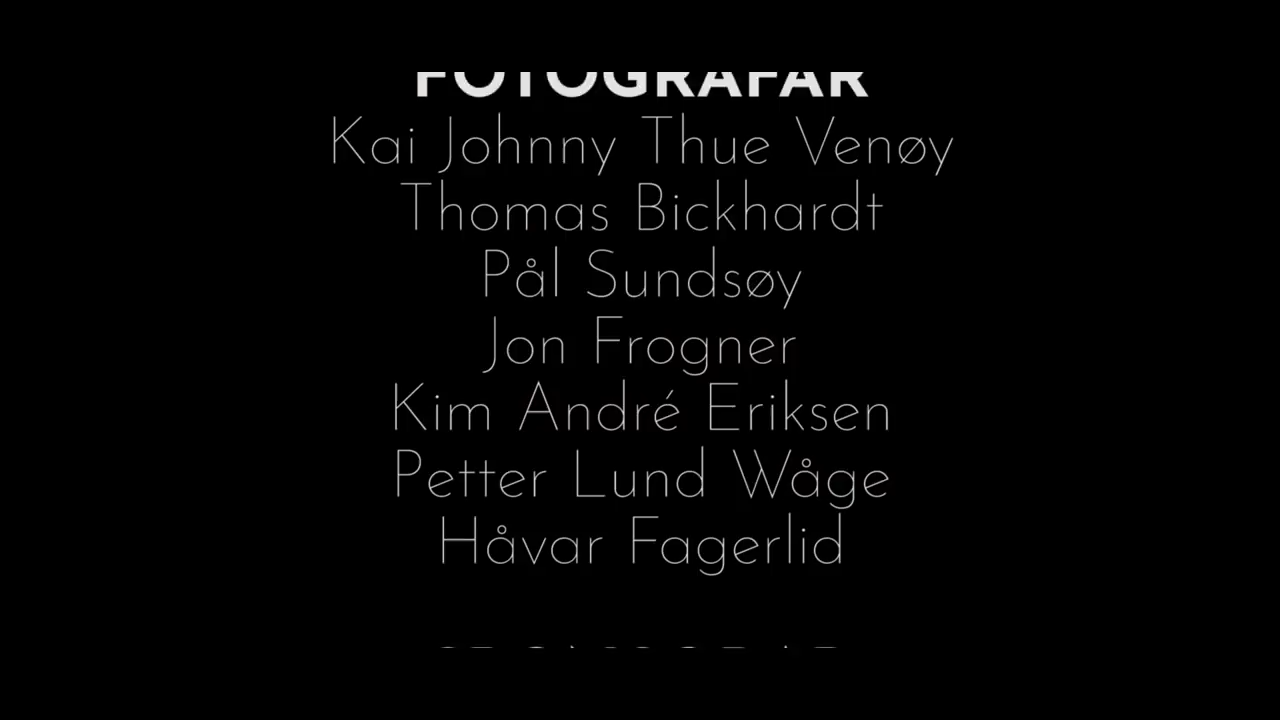 FOTOGRAFAR
Kai Johnny Thue Venøy
Thomas Bickhardt
Pål Sundsøy
Jon Frogner
Kim André Eriksen
Petter Lund Wåge
Håvar Fagerlid